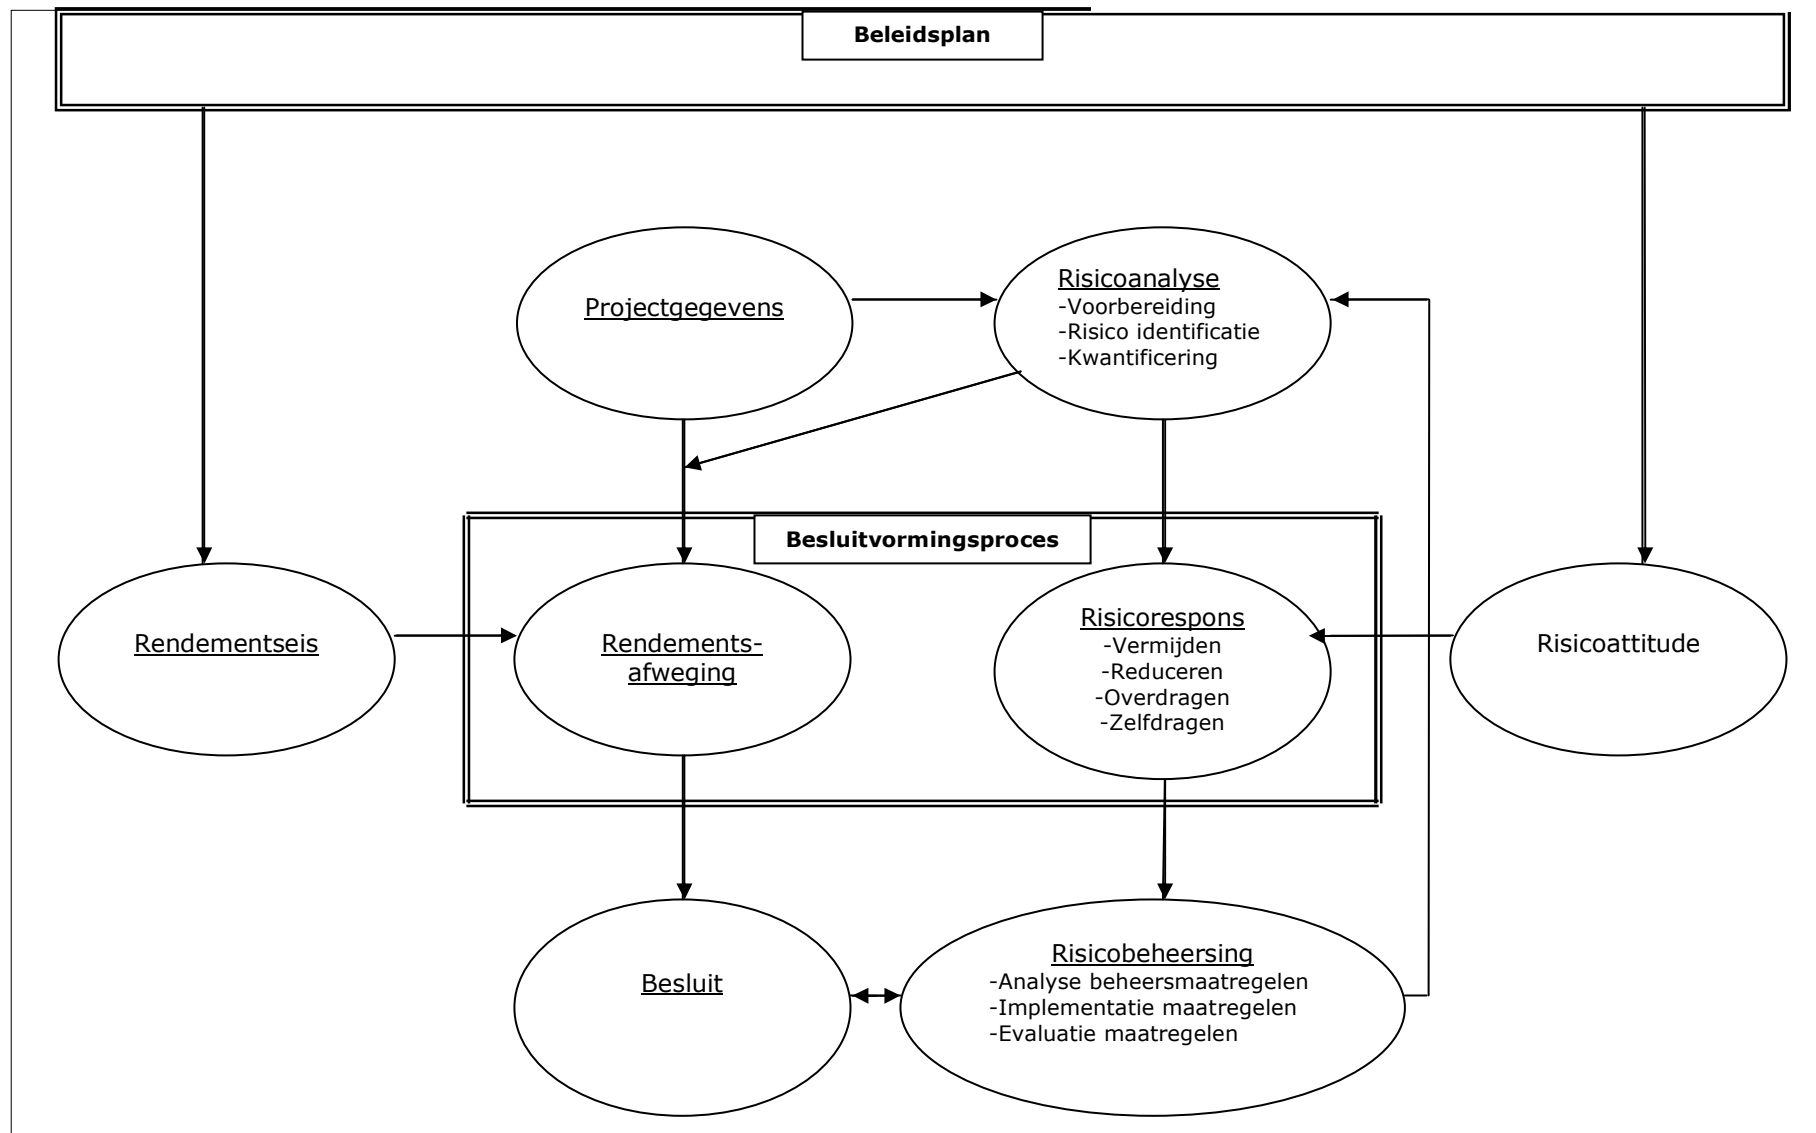 Beleidsplan
Projectgegevens
Risicoanalyse
-Voorbereiding
-Risico identificatie
-Kwantificering
Besluitvormingsproces
Rendementseis
Rendements-
afweging
Risicorespons
-Vermijden
-Reduceren
-Overdragen
-Zelfdragen
Risicoattitude
Besluit
Risicobeheersing
-Analyse beheersmaatregelen
-Implementatie maatregelen
-Evaluatie maatregelen